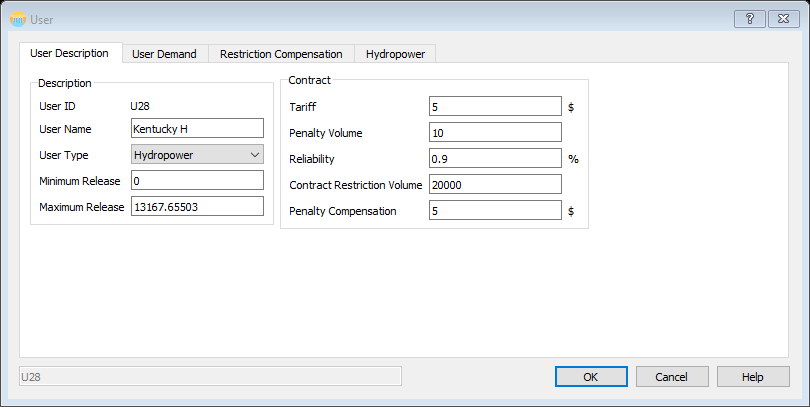 User
User Description User Demand Restriction Compensation Hydropower
Description
User ID U28
User Name Kentucky H
User Type Hydropower
Minimum Release 0
Maximum Release 13167.65503
Contract
Tariff 5 $
Penalty Volume 10
Reliability 0.9 %
Contract Restriction Volume 20000
Penalty Compensation 5 $
U28
OK Cancel Help